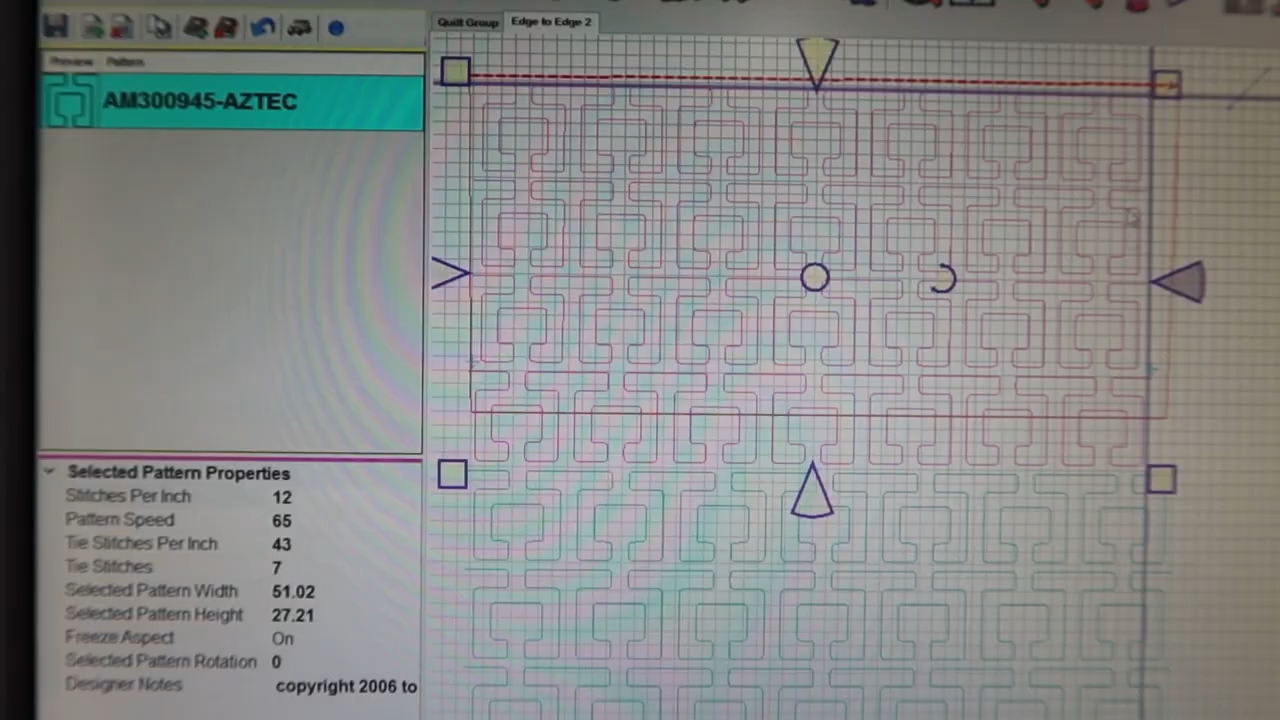 Quilt Group Edge to Edge 2
Preview Pattern
AM300945-AZTEC
Selected Pattern Properties
Stitches Per Inch 12
Pattern Speed 65
Tie Stitches Per Inch 43
Tie Stitches 7
Selected Pattern Width 51.02
Selected Pattern Height 27.21
Freeze Aspect On
Selected Pattern Rotation 0
Designer Notes copyright 2006 to